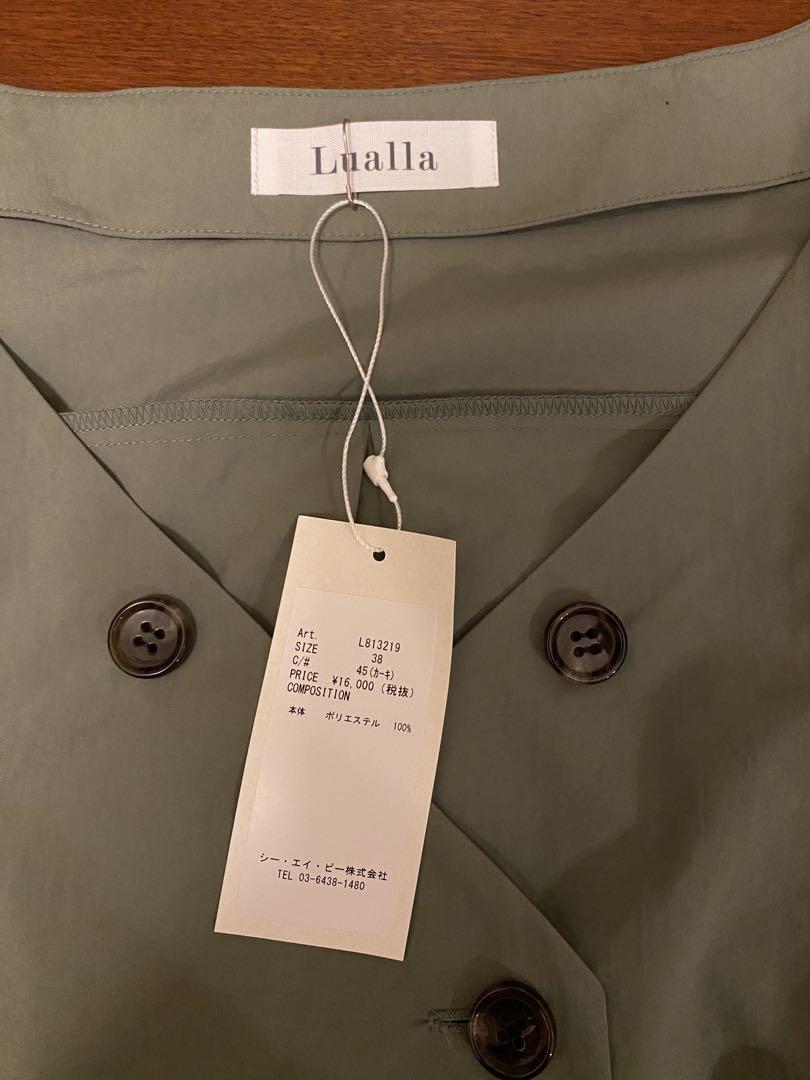 Lualla
Art. L813219
SIZE 38
C/# 45(カーキ)
PRICE ¥16,000(税抜)
COMPOSITION
本体 ポリエステル 100%
シー・エイ・ピー株式会社
TEL 03-6438-1480